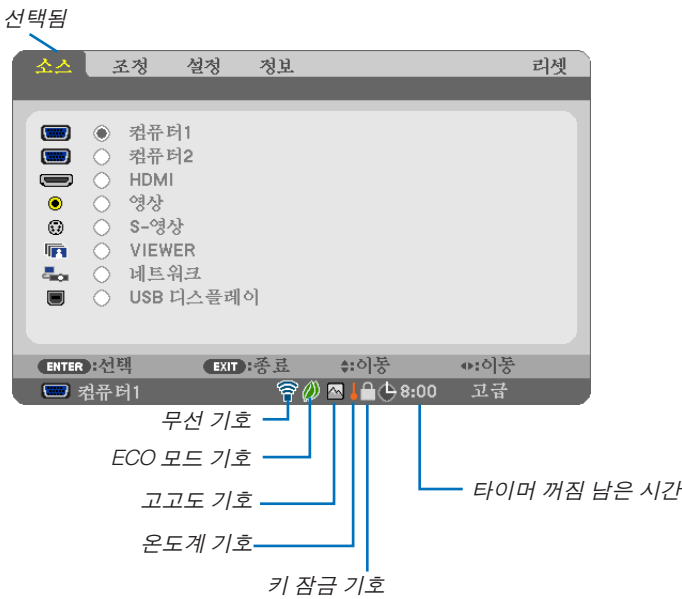 선택됨
소스 조정 설정 정보 리셋
컴퓨터1
컴퓨터2
HDMI
영상
S-영상
VIEWER
네트워크
USB 디스플레이
ENTER :선택 EXIT :종료 :이동 :이동
컴퓨터1 8:00 고급
무선 기호
ECO 모드 기호
고고도 기호
타이머 꺼짐 남은 시간
온도계 기호
키 잠금 기호